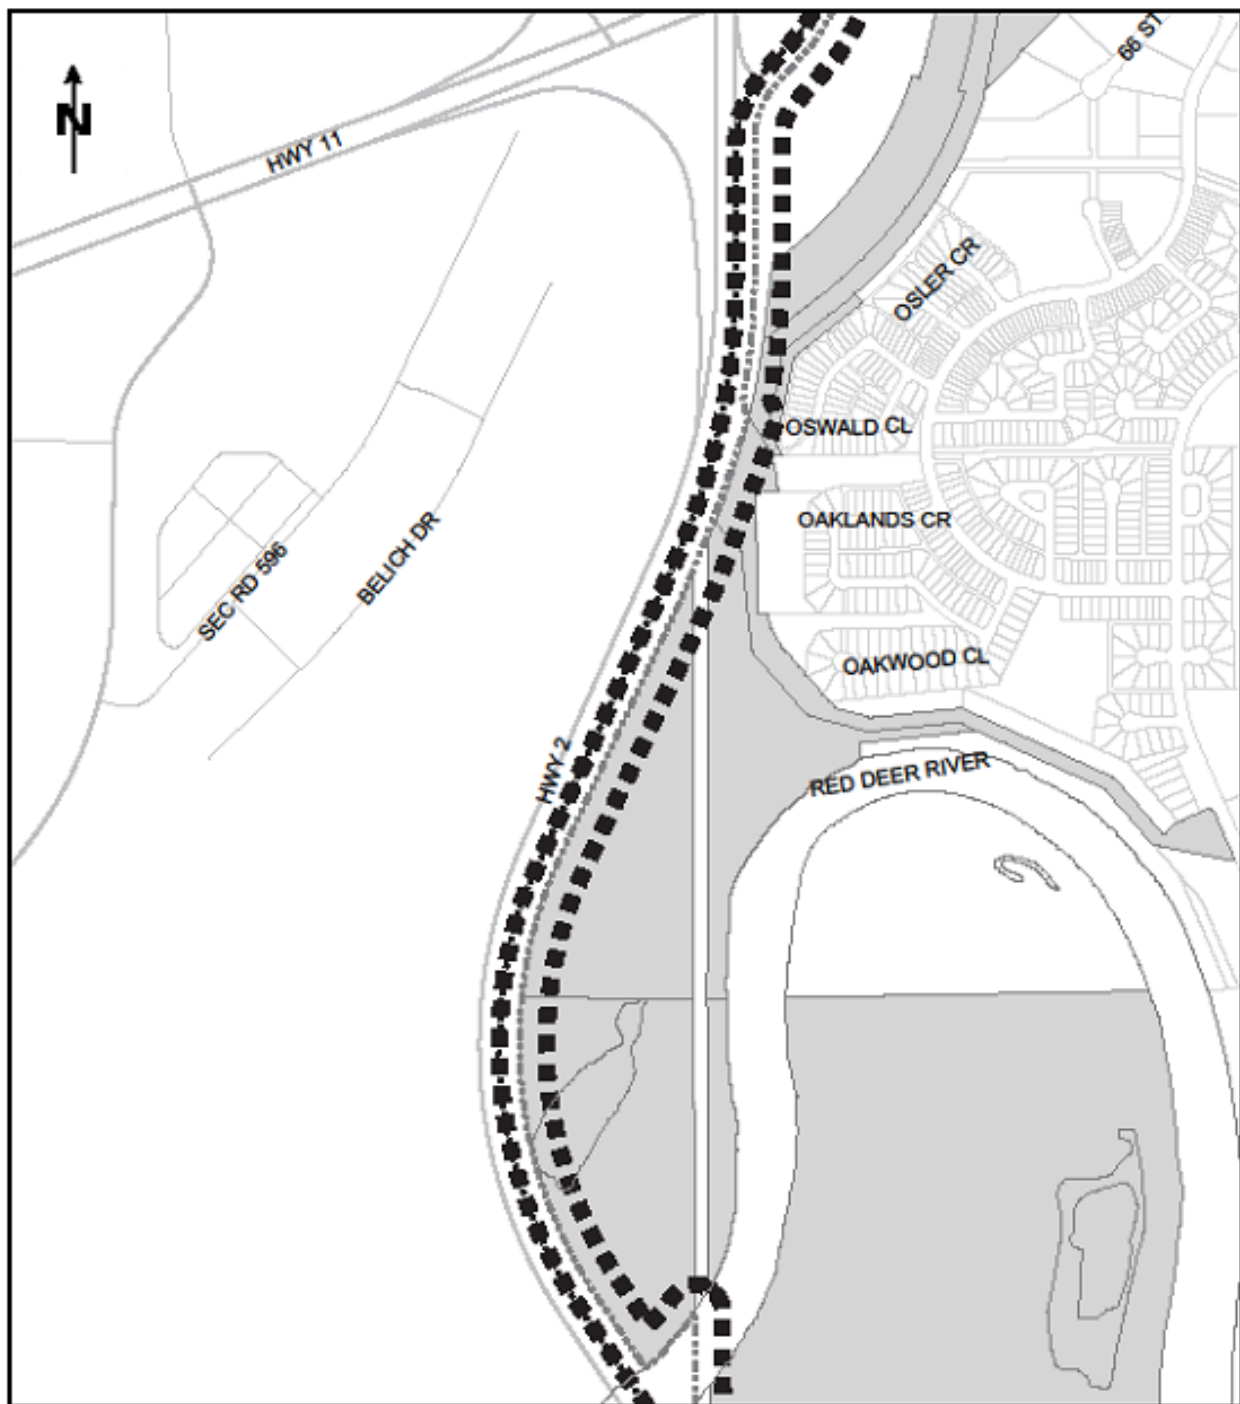 66 ST
N
HWY 11
OSLER CR
OSWALD CL
OAKLANDS CR
SEC RD 596
BELICH DR
OAKWOOD CL
HWY 2
RED DEER RIVER